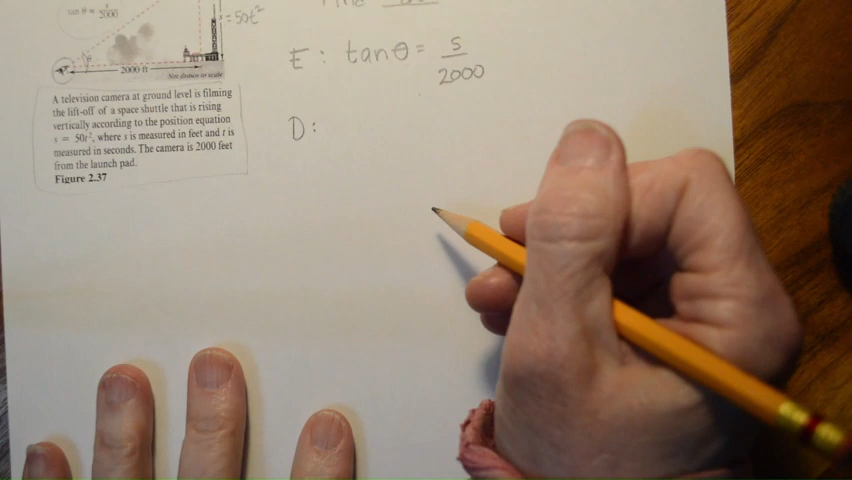 tan θ = s/2000
s = 50t²
2000 ft
Not drawn to scale
E: tan θ = s/2000
A television camera at ground level is filming
the lift-off of a space shuttle that is rising
vertically according to the position equation
s = 50t², where s is measured in feet and t is
measured in seconds. The camera is 2000 feet
from the launch pad.
Figure 2.37
D: